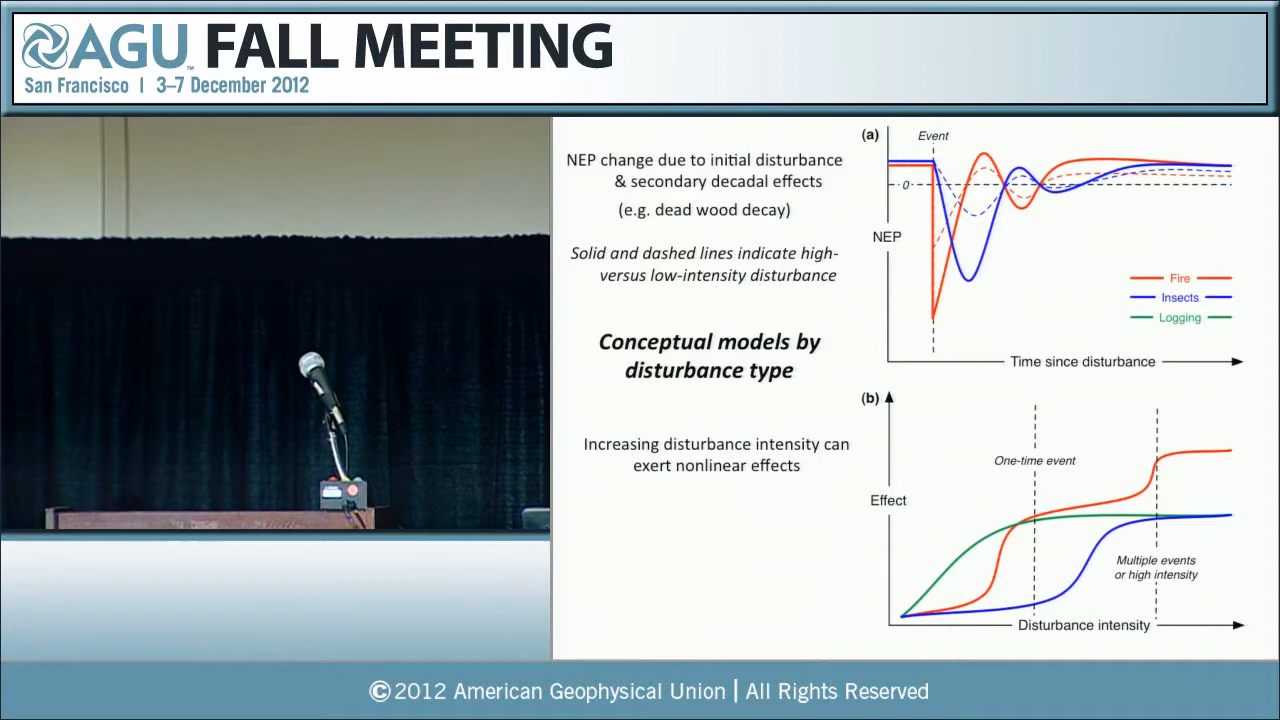 AGU™ FALL MEETING
San Francisco | 3–7 December 2012
NEP change due to initial disturbance
& secondary decadal effects
(e.g. dead wood decay)
Solid and dashed lines indicate high-
versus low-intensity disturbance
Conceptual models by
disturbance type
Increasing disturbance intensity can
exert nonlinear effects
(a)
Event
0
NEP
Fire
Insects
Logging
Time since disturbance
(b)
One-time event
Effect
Multiple events
or high intensity
Disturbance intensity
©2012 American Geophysical Union | All Rights Reserved